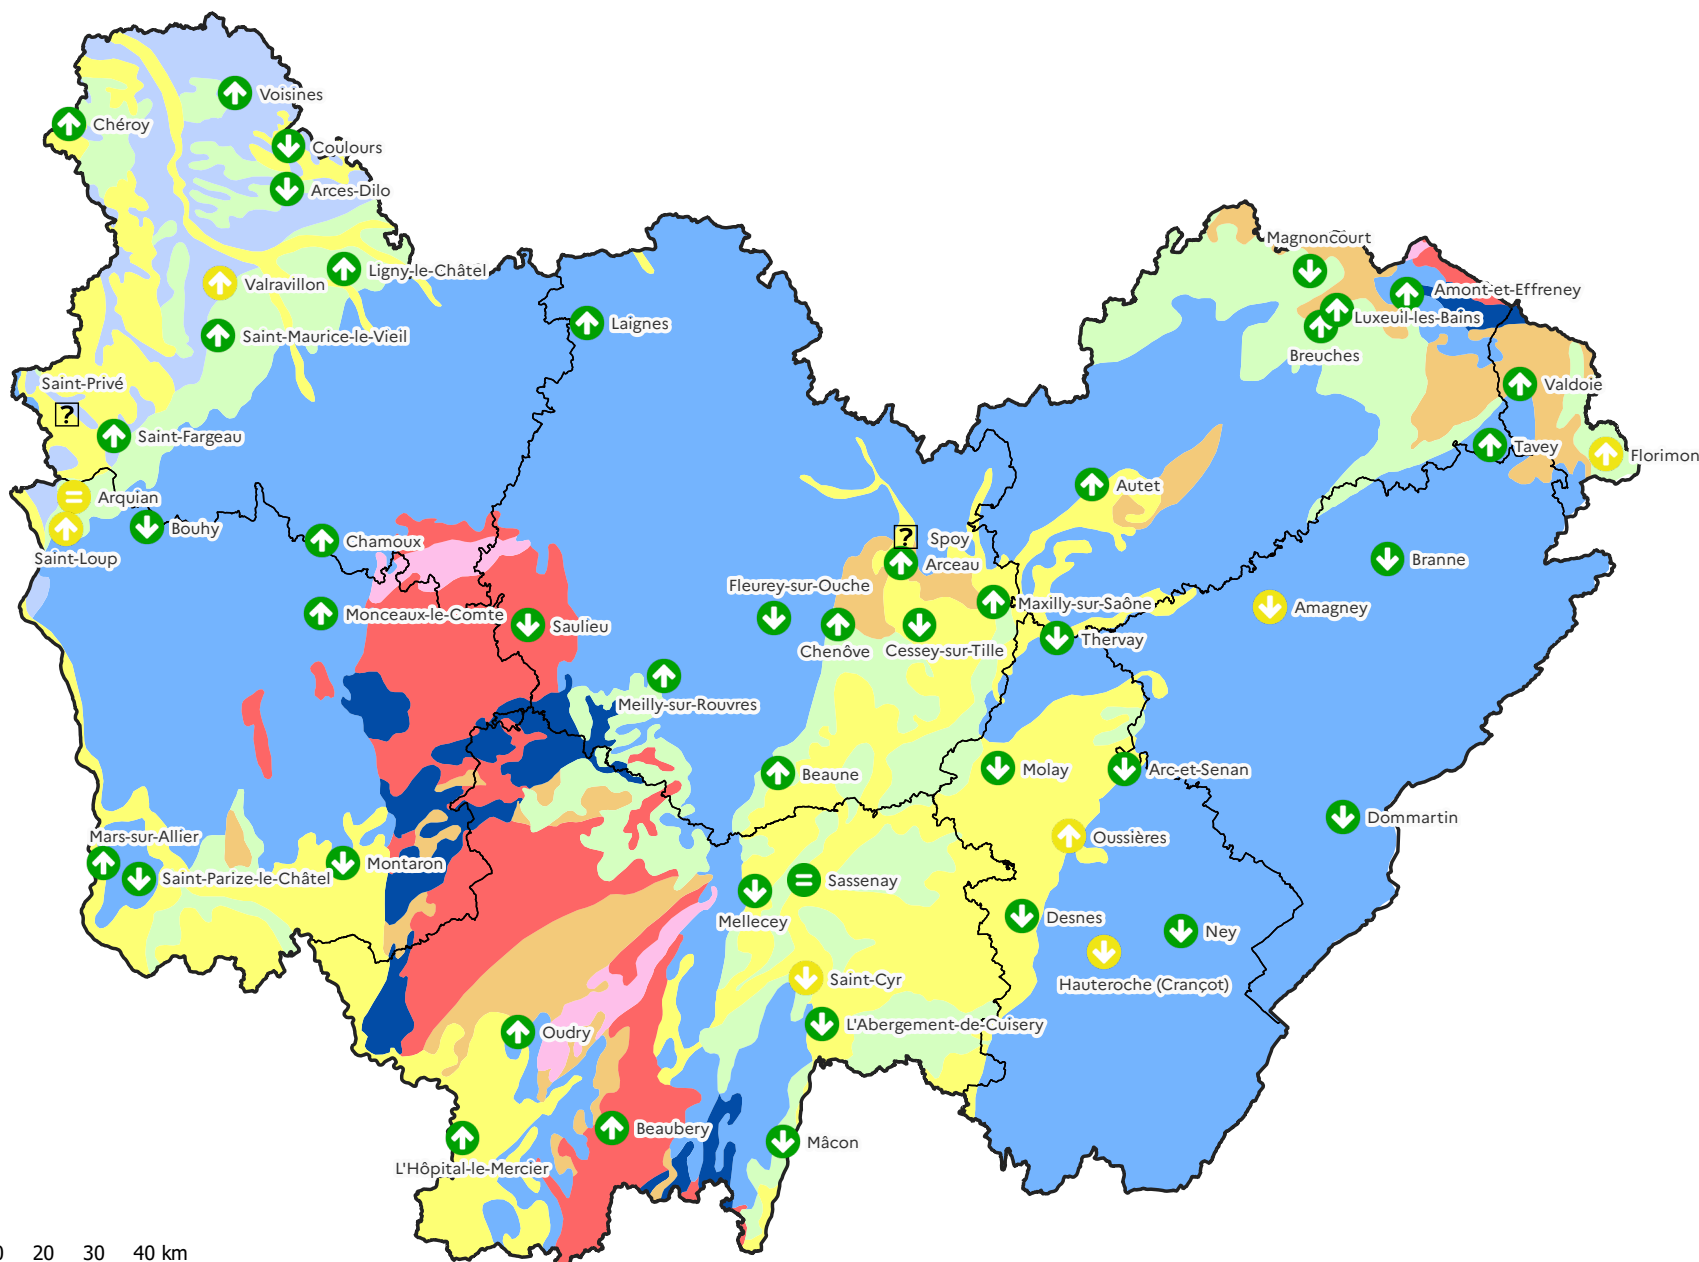 Voisines
Chéroy
Coulours
Arces-Dilo
Magnoncourt
Ligny-le-Châtel
Valravillon
Amont-et-Effreney
Luxeuil-les-Bains
Laignes
Saint-Maurice-le-Vieil
Breuches
Saint-Privé
?
Valdoie
Saint-Fargeau
Tavey
Florimon
Autet
Arquian
=
Bouhy
Saint-Loup
Chamoux
?
Spoy
Arceau
Branne
Fleurey-sur-Ouche
Maxilly-sur-Saône
Amagney
Monceaux-le-Comte
Saulieu
Chenôve
Cessey-sur-Tille
Thervay
Meilly-sur-Rouvres
Beaune
Molay
Arc-et-Senan
Dommartin
Mars-sur-Allier
Oussières
Montaron
Saint-Parize-le-Châtel
=
Sassenay
Mellecey
Desnes
Ney
Saint-Cyr
Hauteroche (Crançot)
L'Abergement-de-Cuisery
Oudry
Beaubery
Mâcon
L'Hôpital-le-Mercier
20 30 40 km